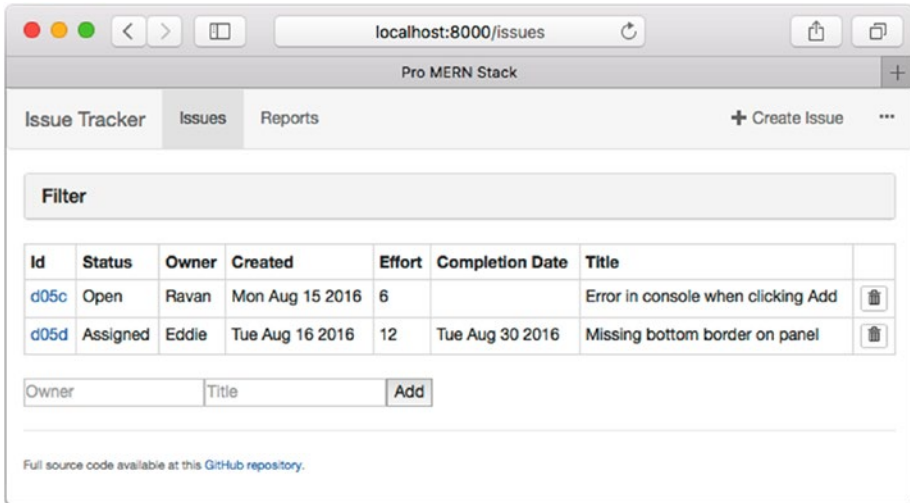 localhost:8000/issues
Pro MERN Stack
Issue Tracker Issues Reports Create Issue
Filter
Id Status Owner Created Effort Completion Date Title
d05c Open Ravan Mon Aug 15 2016 6 Error in console when clicking Add
d05d Assigned Eddie Tue Aug 16 2016 12 Tue Aug 30 2016 Missing bottom border on panel
Owner Title Add
Full source code available at this GitHub repository.